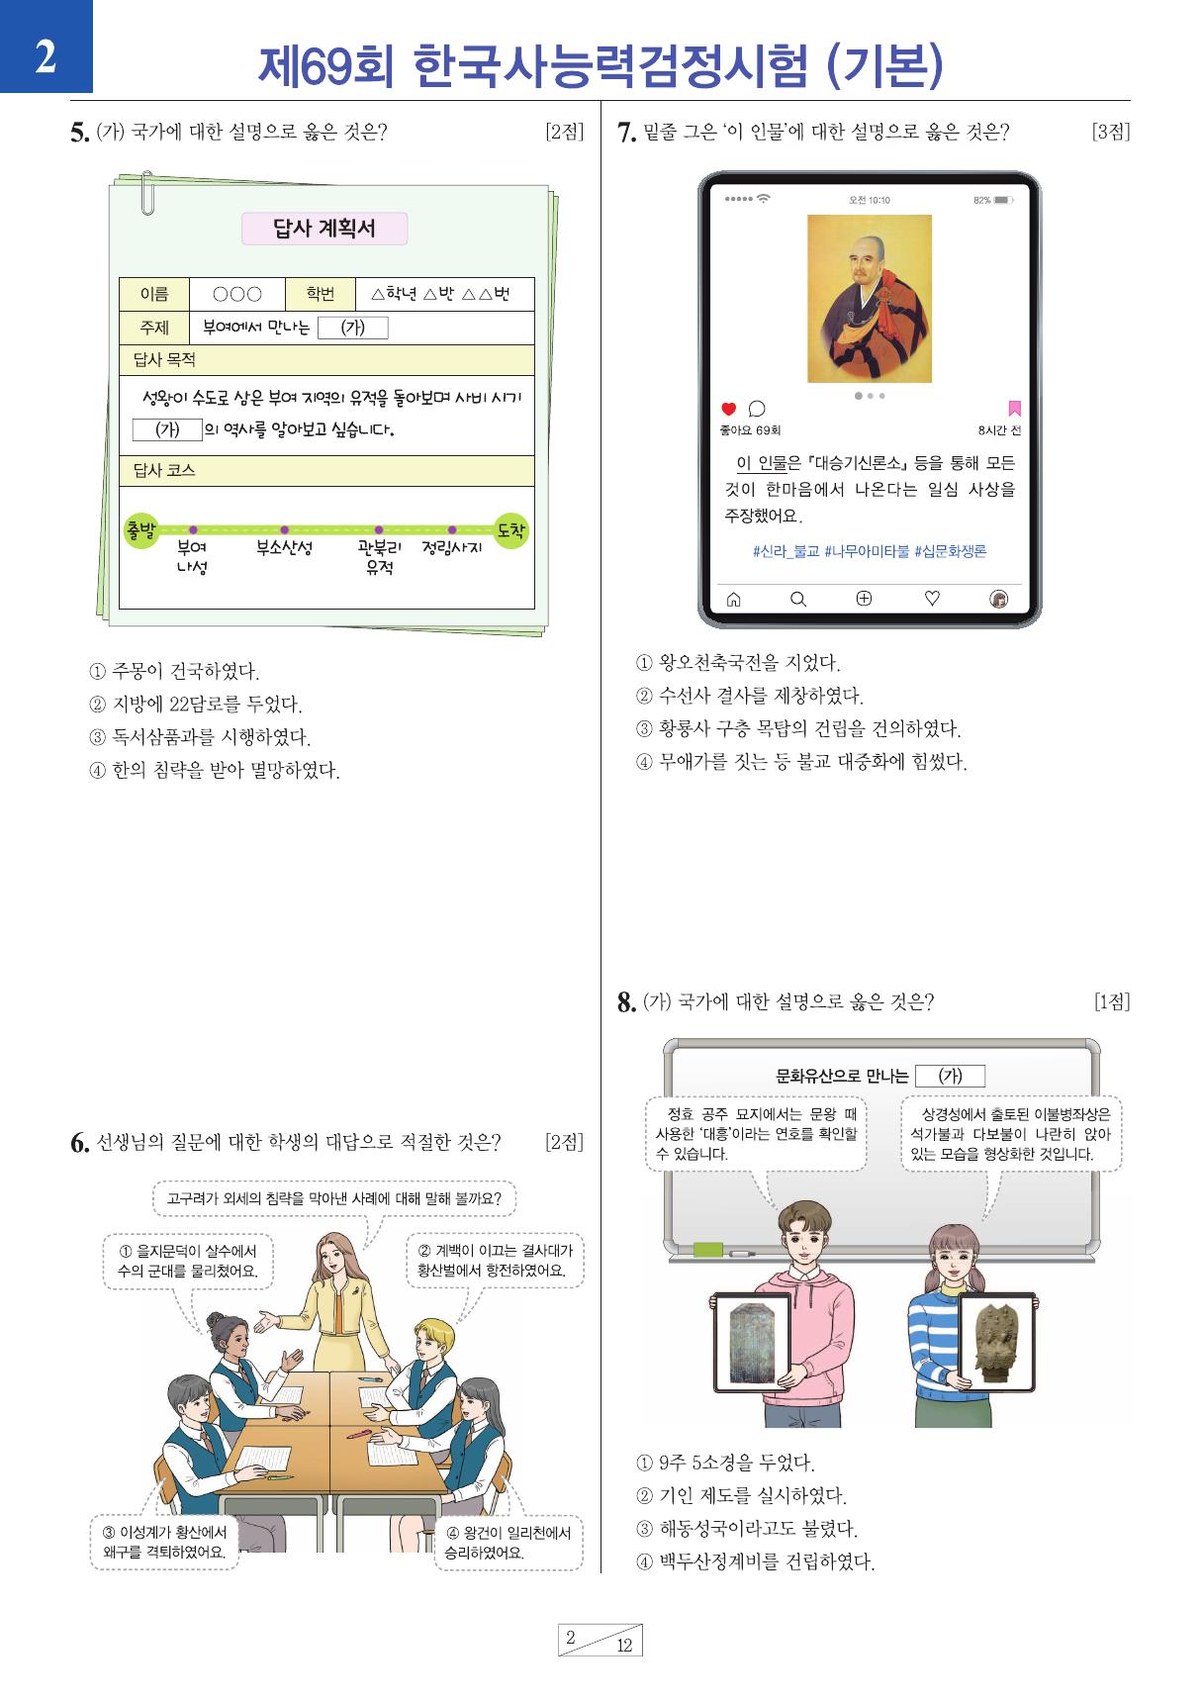 2
제69회 한국사능력검정시험 (기본)
5. (가) 국가에 대한 설명으로 옳은 것은? [2점]
답사 계획서
이름 ○○○ 학번 △학년 △반 △△번
주제 부여에서 만나는 (가)
답사 목적
성왕이 수도로 삼은 부여 지역의 유적을 돌아보며 사비 시기
(가) 의 역사를 알아보고 싶습니다.
답사 코스
출발 도착
부여 부소산성 관북리 정림사지
나성 유적
① 주몽이 건국하였다.
② 지방에 22담로를 두었다.
③ 독서삼품과를 시행하였다.
④ 한의 침략을 받아 멸망하였다.
6. 선생님의 질문에 대한 학생의 대답으로 적절한 것은? [2점]
고구려가 외세의 침략을 막아낸 사례에 대해 말해 볼까요?
① 을지문덕이 살수에서
수의 군대를 물리쳤어요.
② 계백이 이끄는 결사대가
황산벌에서 항전하였어요.
③ 이성계가 황산에서
왜구를 격퇴하였어요.
④ 왕건이 일리천에서
승리하였어요.
7. 밑줄 그은 ‘이 인물’에 대한 설명으로 옳은 것은? [3점]
오전 10:10 82%
좋아요 69회 8시간 전
이 인물은 『대승기신론소』 등을 통해 모든
것이 한마음에서 나온다는 일심 사상을
주장했어요.
#신라_불교 #나무아미타불 #십문화쟁론
① 왕오천축국전을 지었다.
② 수선사 결사를 제창하였다.
③ 황룡사 구층 목탑의 건립을 건의하였다.
④ 무애가를 짓는 등 불교 대중화에 힘썼다.
8. (가) 국가에 대한 설명으로 옳은 것은? [1점]
문화유산으로 만나는 (가)
정효 공주 묘지에서는 문왕 때
사용한 ‘대흥’이라는 연호를 확인할
수 있습니다.
상경성에서 출토된 이불병좌상은
석가불과 다보불이 나란히 앉아
있는 모습을 형상화한 것입니다.
① 9주 5소경을 두었다.
② 기인 제도를 실시하였다.
③ 해동성국이라고도 불렸다.
④ 백두산정계비를 건립하였다.
2 12